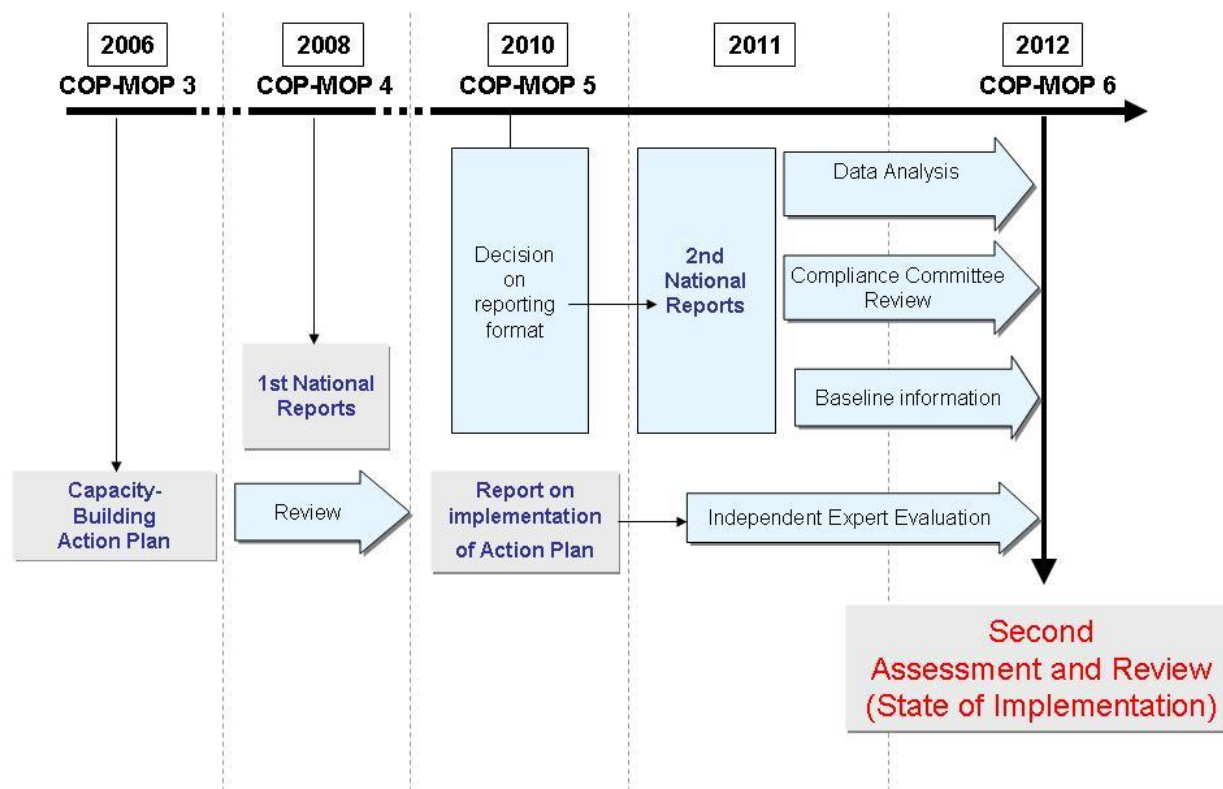 2006
2008
2010
2011
2012
COP-MOP 3
COP-MOP 4
COP-MOP 5
COP-MOP 6
Decision
on
reporting
format
2nd
National
Reports
Data Analysis
Compliance Committee
Review
Baseline information
1st National
Reports
Capacity-
Building
Action Plan
Review
Report on
implementation
of Action Plan
Independent Expert Evaluation
Second
Assessment and Review
(State of Implementation)